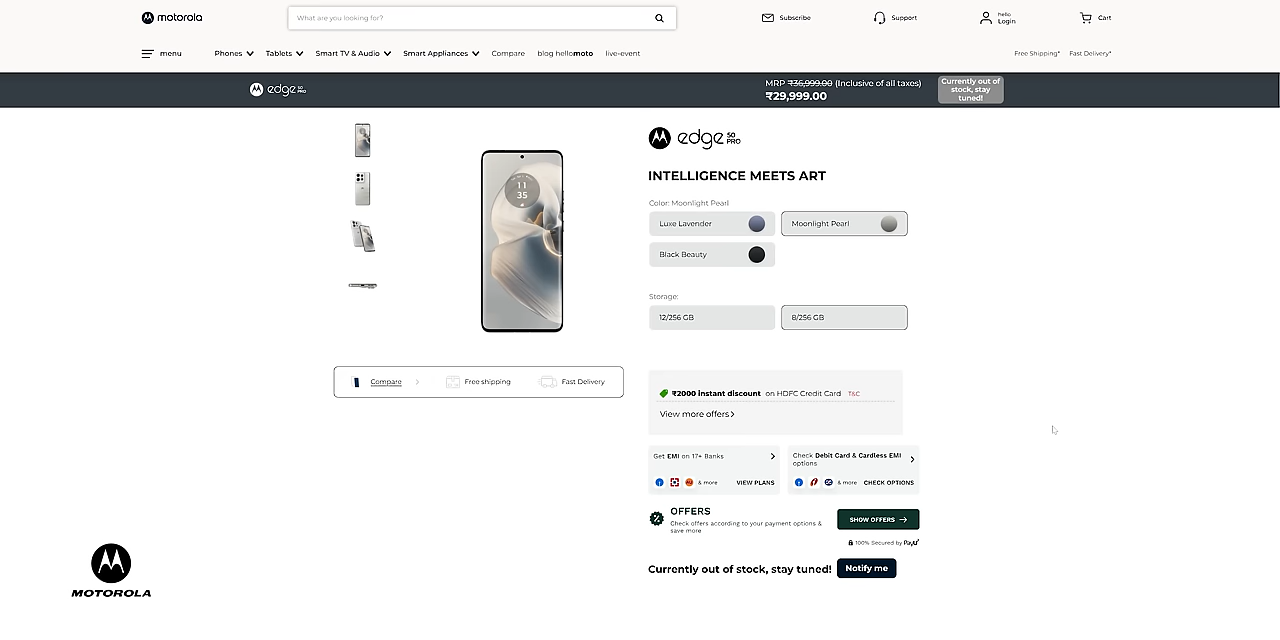 motorola
What are you looking for?
Subscribe
Support
hello
Login
Cart
menu
Phones
Tablets
Smart TV & Audio
Smart Appliances
Compare
blog hellomoto
live-event
Free Shipping*
Fast Delivery*
edge 50 PRO
MRP ₹36,999.00 (Inclusive of all taxes)
₹29,999.00
Currently out of
stock, stay
tuned!
edge 50 PRO
INTELLIGENCE MEETS ART
11
35
Color: Moonlight Pearl
Luxe Lavender
Moonlight Pearl
Black Beauty
Storage:
12/256 GB
8/256 GB
Compare
Free shipping
Fast Delivery
₹2000 instant discount on HDFC Credit Card T&C
View more offers
Get EMI on 17+ Banks
& more
VIEW PLANS
Check Debit Card & Cardless EMI
options
& more
CHECK OPTIONS
OFFERS
Check offers according to your payment options &
save more
SHOW OFFERS
100% Secured by PayU
Currently out of stock, stay tuned!
Notify me
MOTOROLA